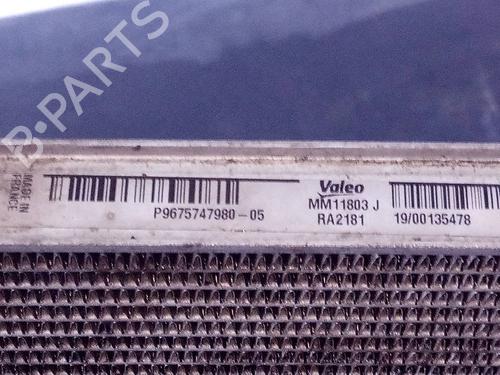 B-PARTS
MADE IN
FRANCE
P9675747980-05
Valeo
MM11803 J
RA2181
19/00135478